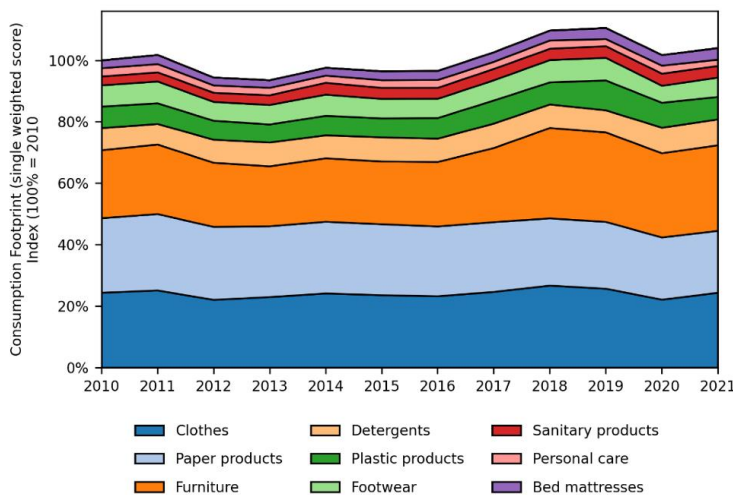 Consumption Footprint (single weighted score)
Index (100% = 2010
100%
80%
60%
40%
20%
0%
2010 2011 2012 2013 2014 2015 2016 2017 2018 2019 2020 2021
Clothes Detergents Sanitary products
Paper products Plastic products Personal care
Furniture Footwear Bed mattresses